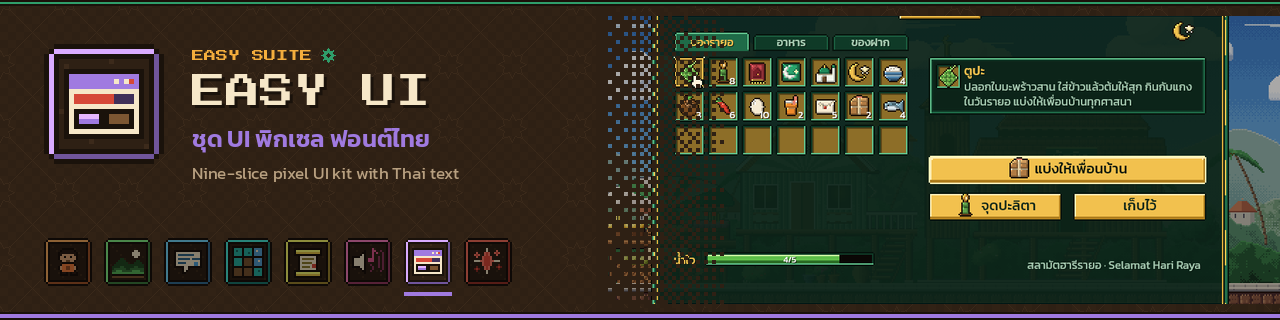 EASY SUITE
EASY UI
ชุด UI พิกเซล ฟอนต์ไทย
Nine-slice pixel UI kit with Thai text
อาหาร
ของฝาก
8
4
3
6
10
2
5
2
4
ตูปะ
ปลอกใบมะพร้าวสาน ใส่ข้าวแล้วต้มให้สุก กินกับแกง
ในวันรายอ แบ่งให้เพื่อนบ้านทุกศาสนา
แบ่งให้เพื่อนบ้าน
จุดปะลิตา
เก็บไว้
4/5
สลามัตฮารีรายอ · Selamat Hari Raya